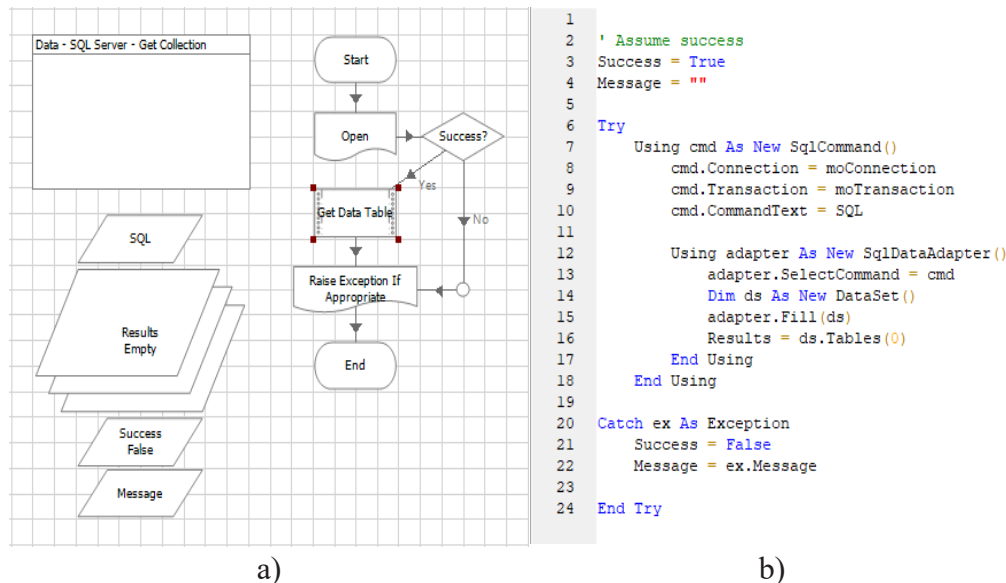 Data - SQL Server - Get Collection
Start
Open
Success?
Yes
Get Data Table
No
SQL
Raise Exception If
Appropriate
Results
Empty
End
Success
False
Message
a)
1
2 ' Assume success
3 Success = True
4 Message = ""
5
6 Try
7 Using cmd As New SqlCommand()
8 cmd.Connection = moConnection
9 cmd.Transaction = moTransaction
10 cmd.CommandText = SQL
11
12 Using adapter As New SqlDataAdapter()
13 adapter.SelectCommand = cmd
14 Dim ds As New DataSet()
15 adapter.Fill(ds)
16 Results = ds.Tables(0)
17 End Using
18 End Using
19
20 Catch ex As Exception
21 Success = False
22 Message = ex.Message
23
24 End Try
b)